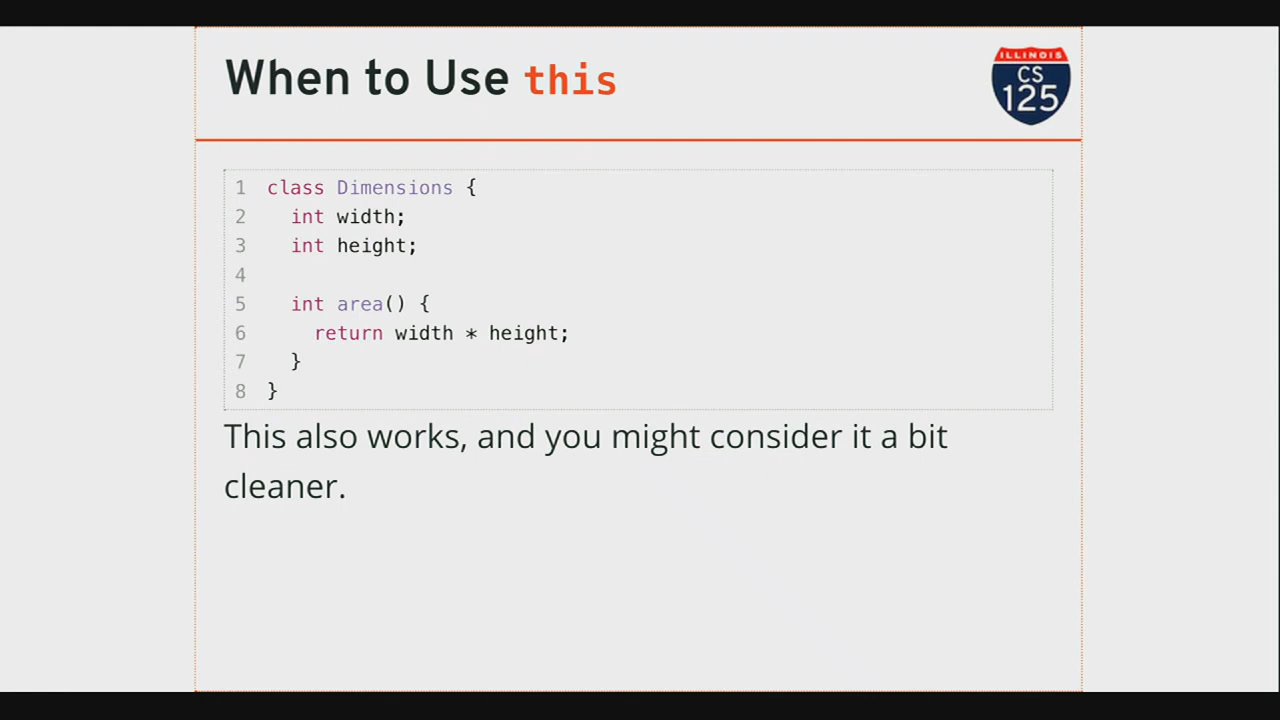 When to Use this
ILLINOIS
CS
125
1 class Dimensions {
2   int width;
3   int height;
4
5   int area() {
6     return width * height;
7   }
8 }
This also works, and you might consider it a bit
cleaner.